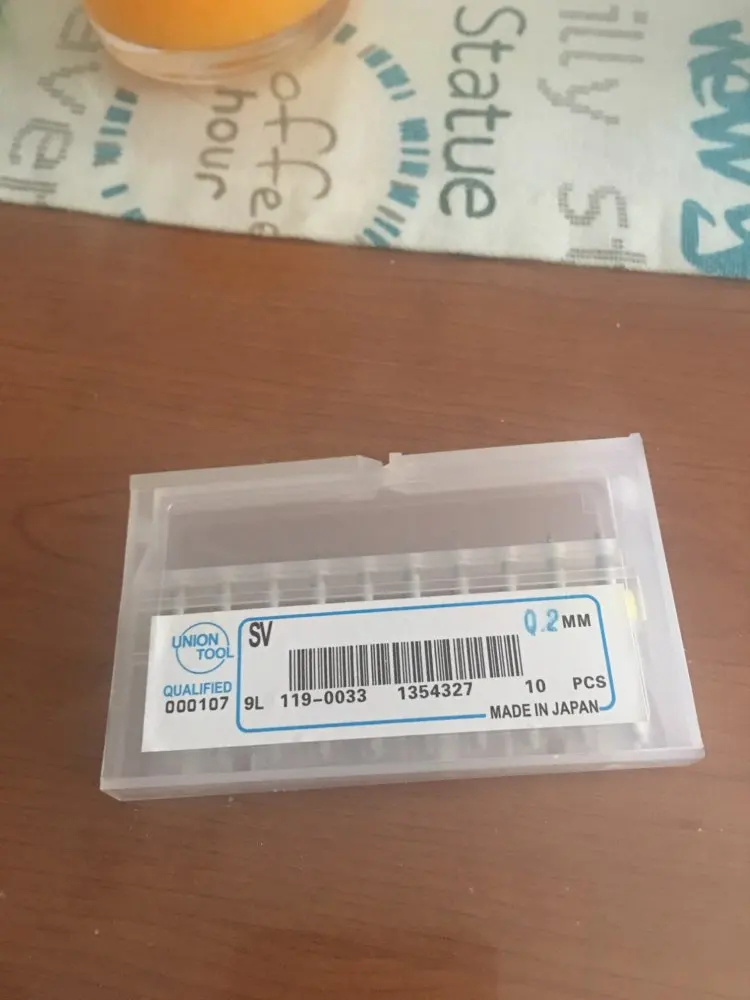 Statue
offee
hour
UNION
TOOL
SV
0.2 MM
QUALIFIED
000107
9L 119-0033 1354327 10 PCS
MADE IN JAPAN